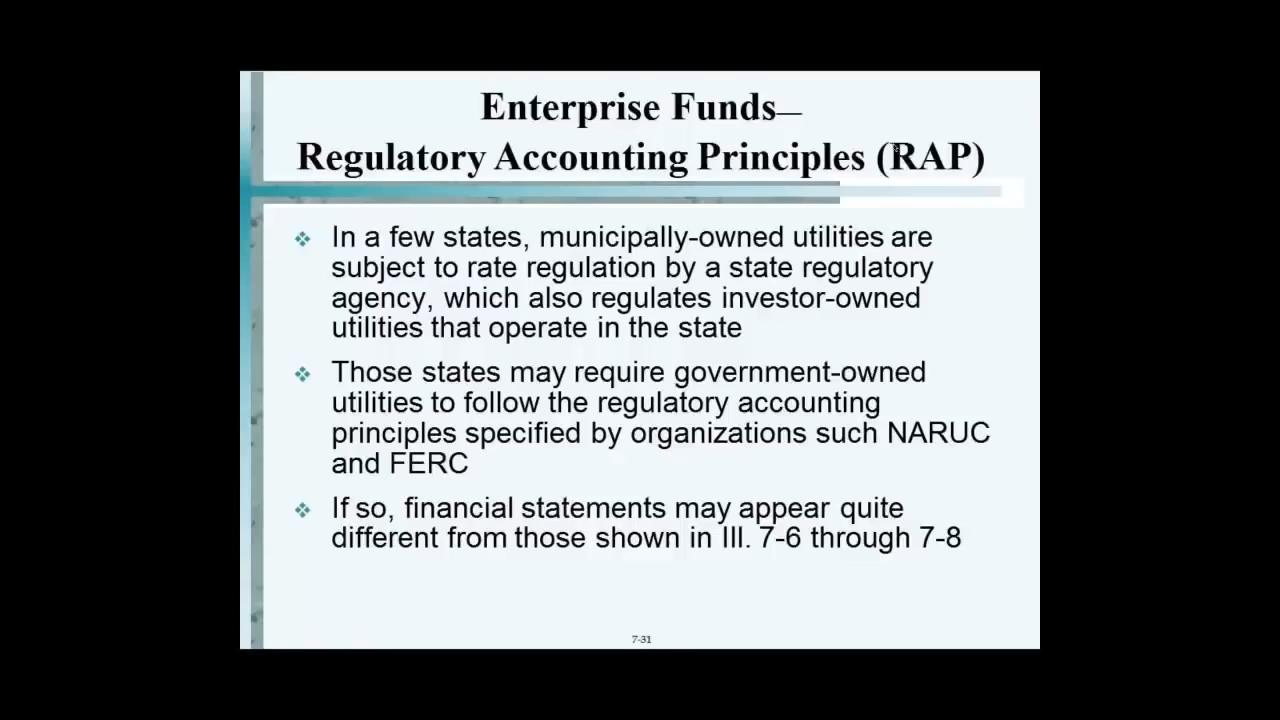 Enterprise Funds—
Regulatory Accounting Principles (RAP)
In a few states, municipally-owned utilities are
subject to rate regulation by a state regulatory
agency, which also regulates investor-owned
utilities that operate in the state
Those states may require government-owned
utilities to follow the regulatory accounting
principles specified by organizations such NARUC
and FERC
If so, financial statements may appear quite
different from those shown in Ill. 7-6 through 7-8
7-31